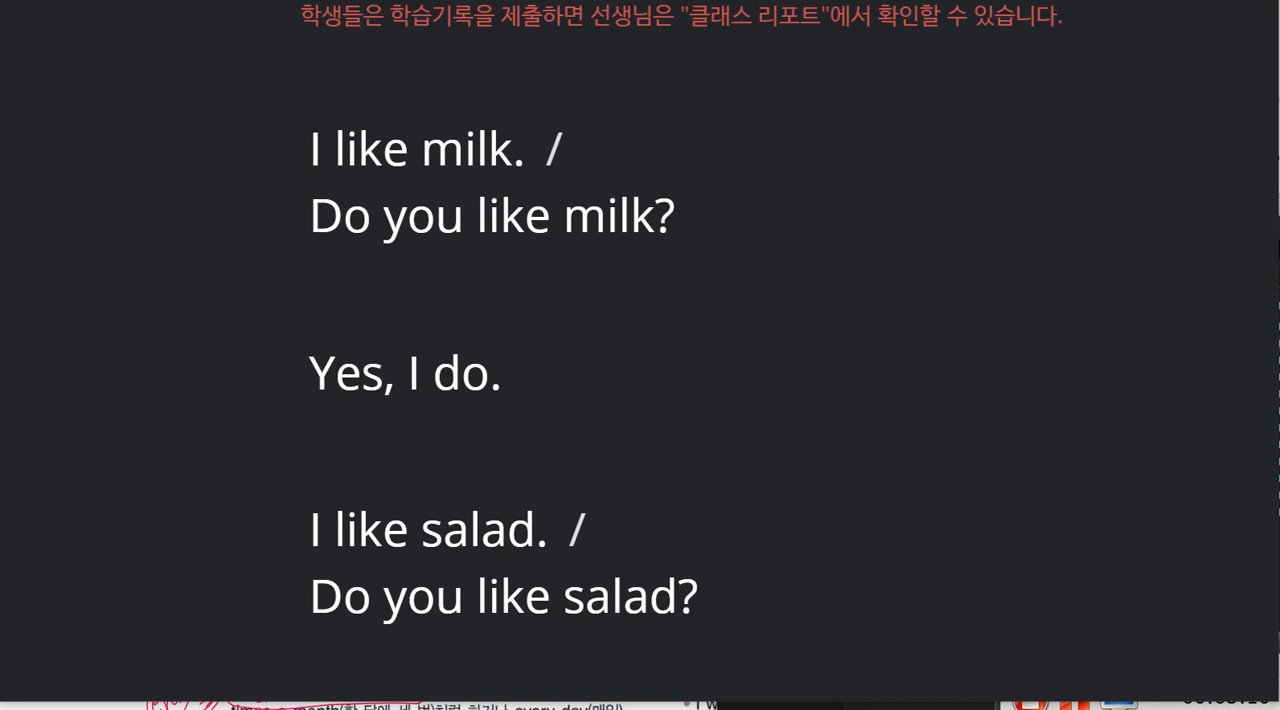 학생들은 학습기록을 제출하면 선생님은 "클래스 리포트"에서 확인할 수 있습니다.
I like milk. /
Do you like milk?
Yes, I do.
I like salad. /
Do you like salad?